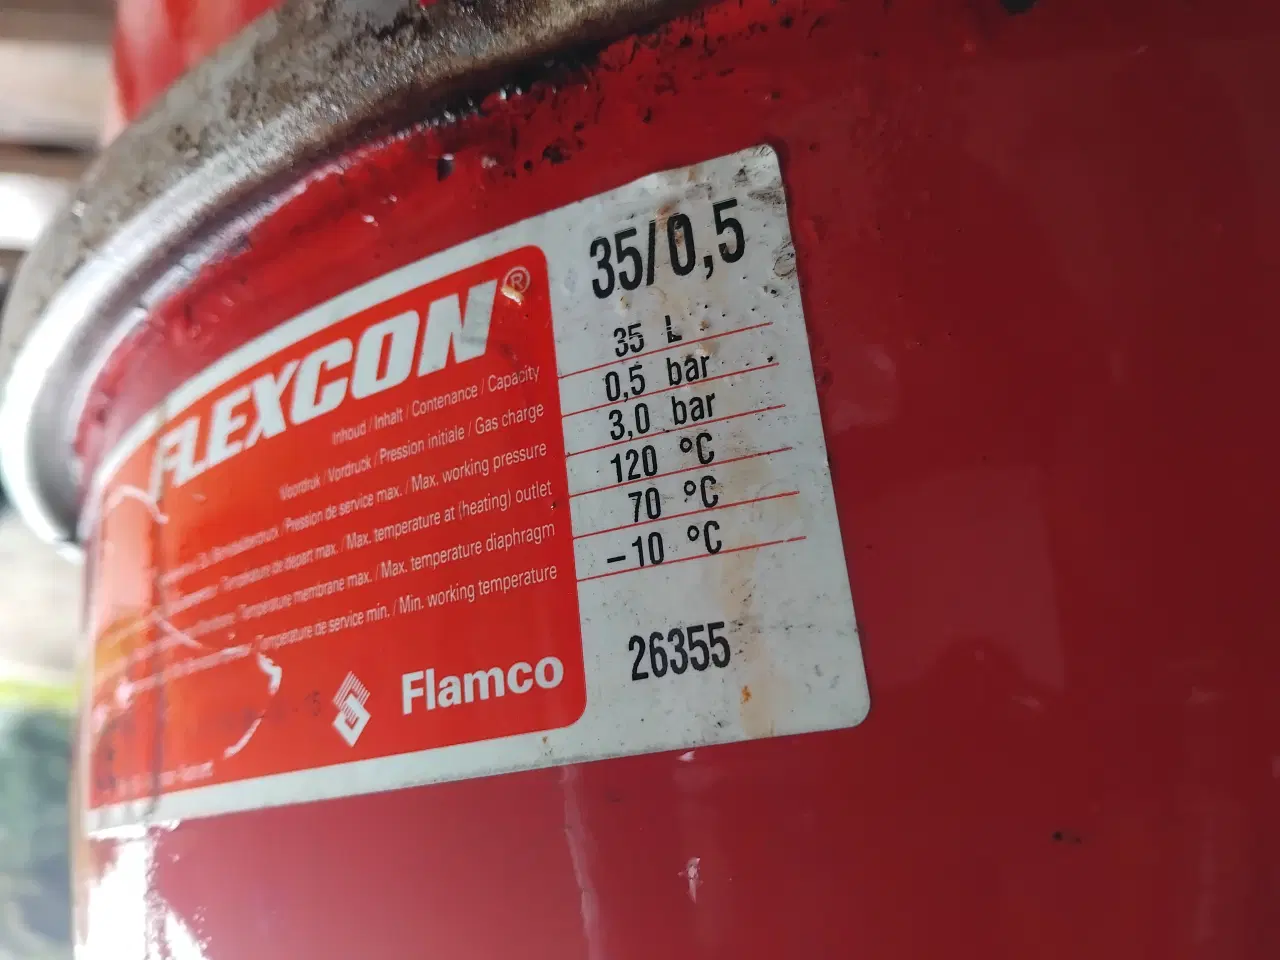 35/0,5
FLEXCON®
Inhoud / Inhalt / Contenance / Capacity 35 L
Voordruk / Vordruck / Pression initiale / Gas charge 0,5 bar
/ Pression de service max. / Max. working pressure 3,0 bar
/ Température de départ max. / Max. temperature at (heating) outlet 120 °C
/ Température membrane max. / Max. temperature diaphragm 70 °C
/ Température de service min. / Min. working temperature –10 °C
Flamco
26355